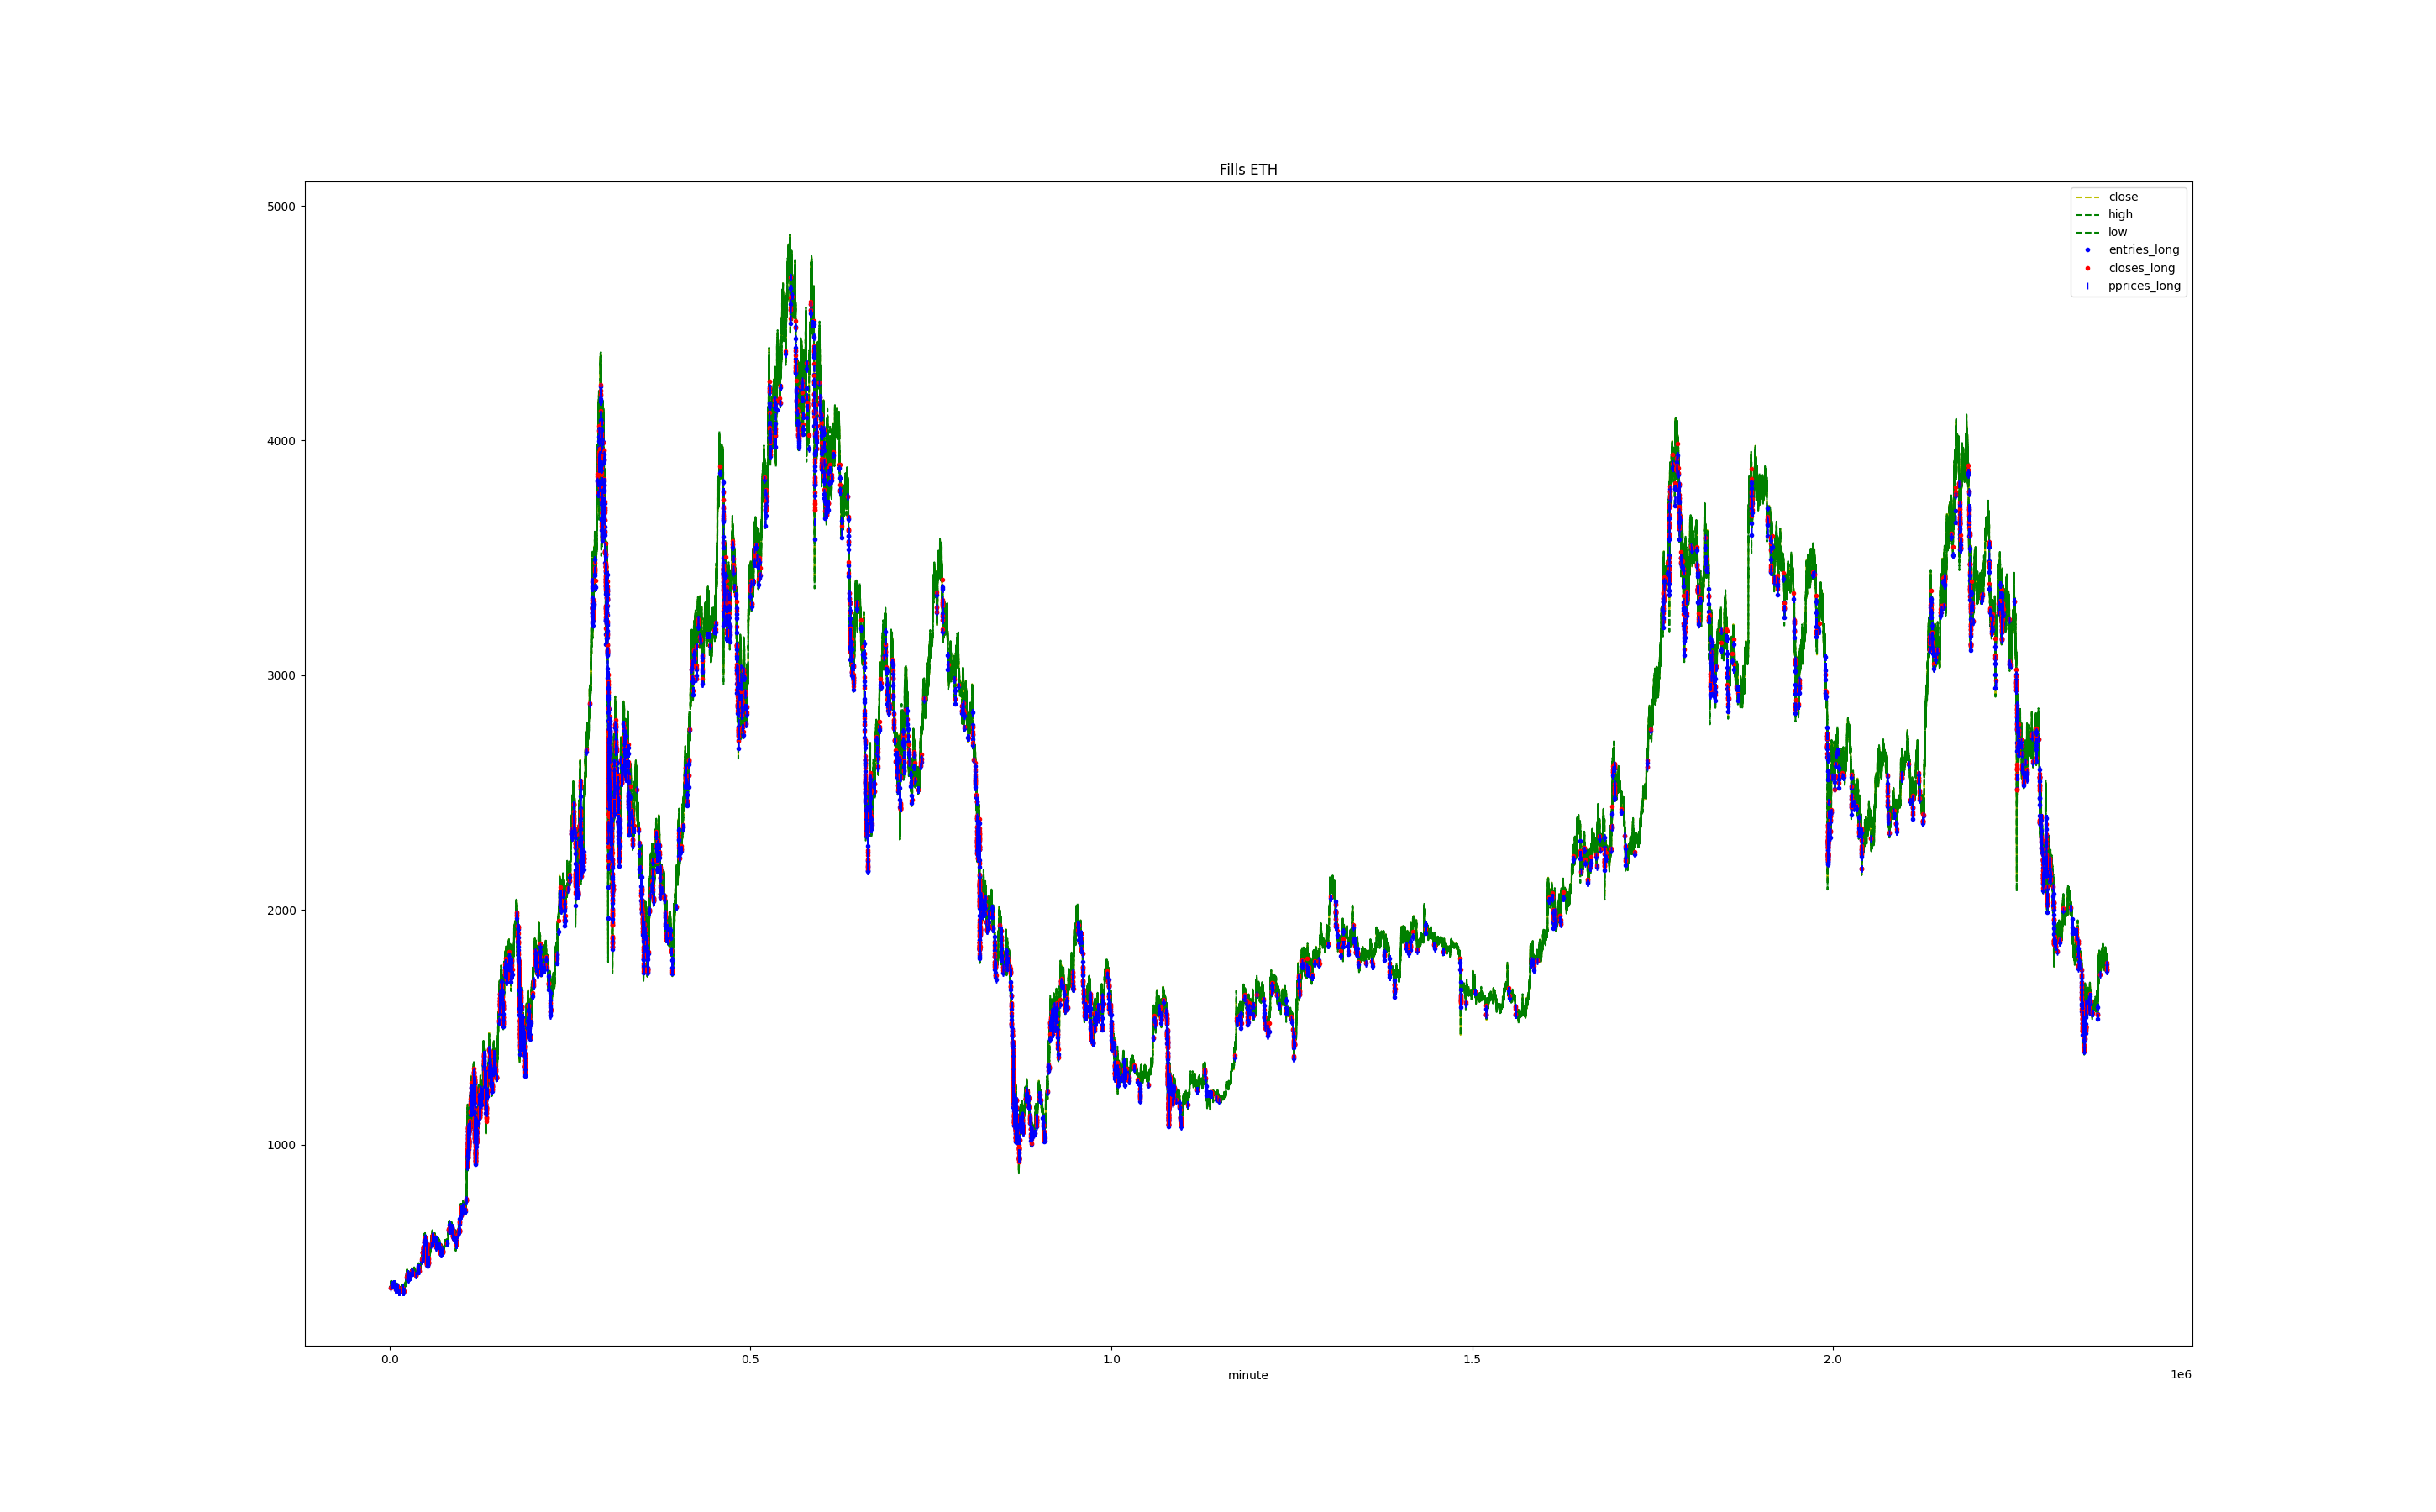 Fills ETH
close
high
low
entries_long
closes_long
pprices_long
5000
4000
3000
2000
1000
0.0 0.5 1.0 1.5 2.0
minute
1e6